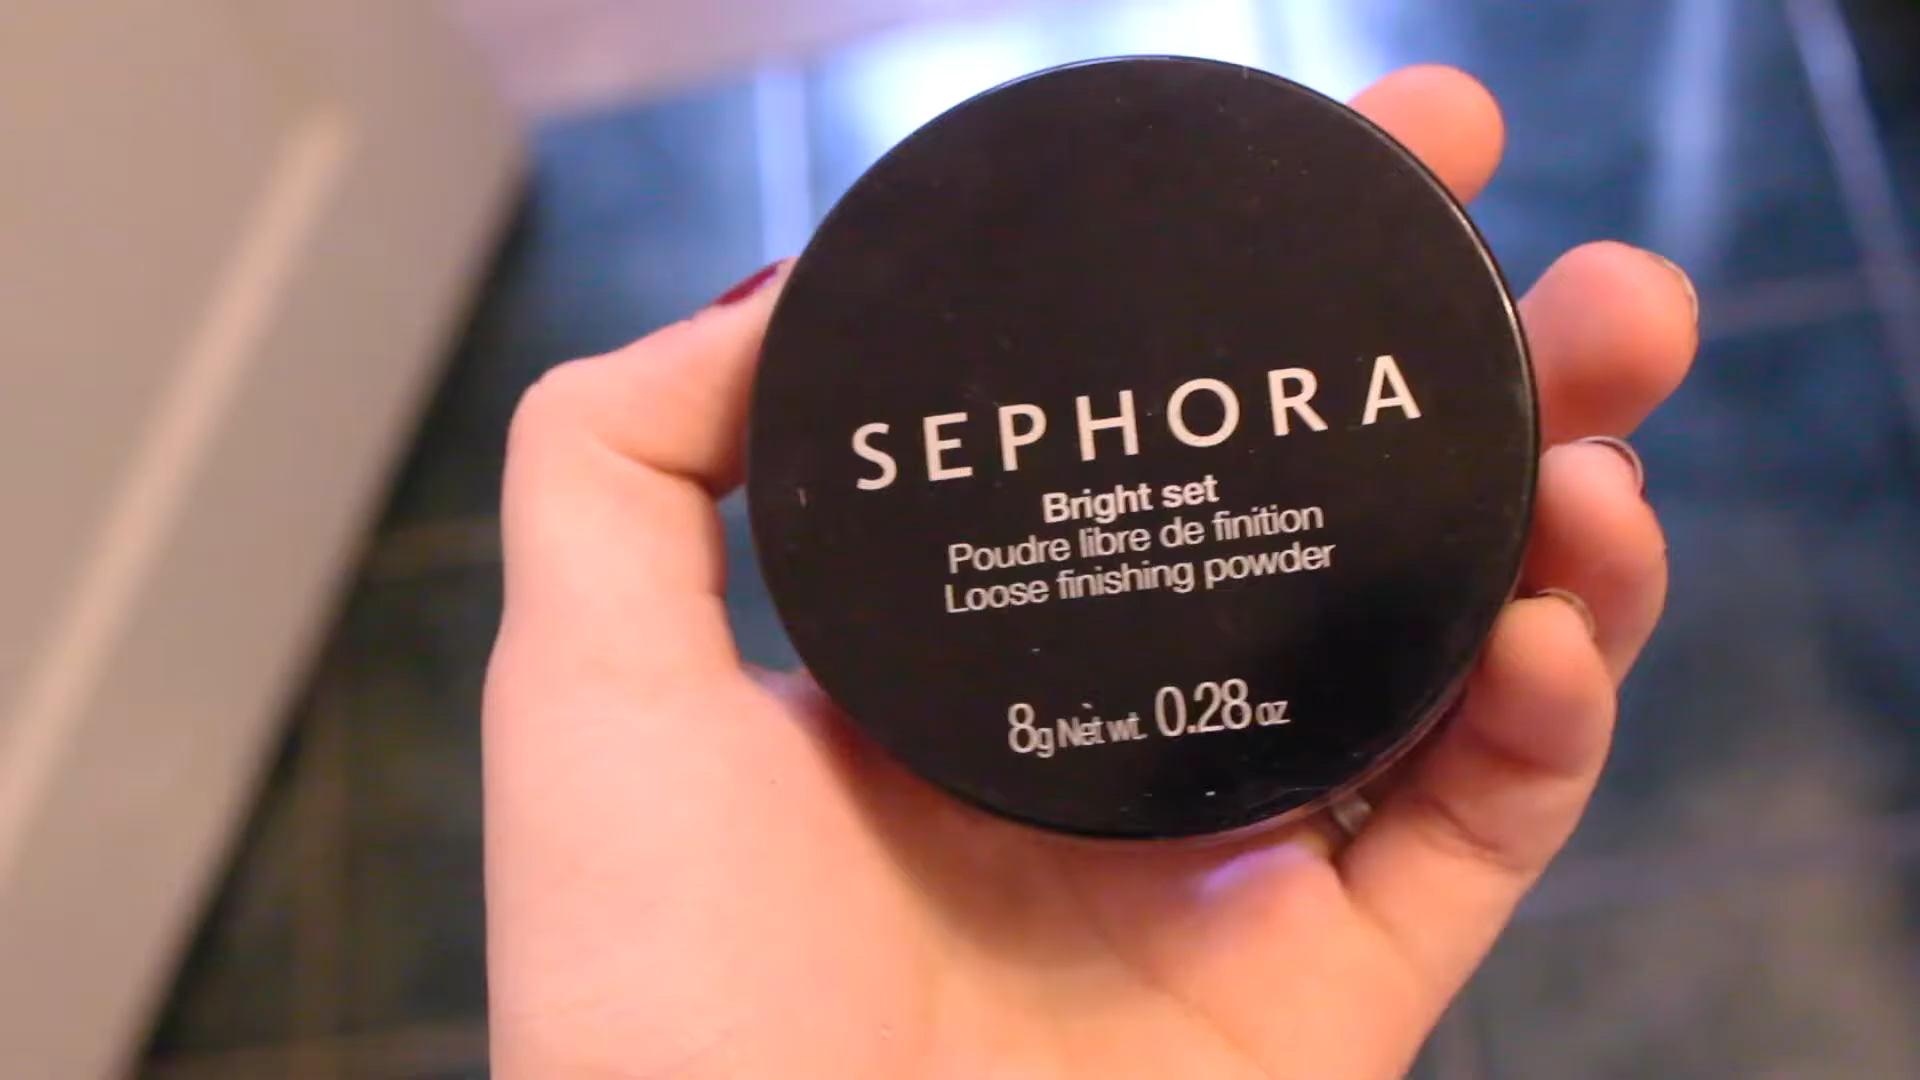 SEPHORA
Bright set
Poudre libre de finition
Loose finishing powder
8g Net wt. 0.28 oz